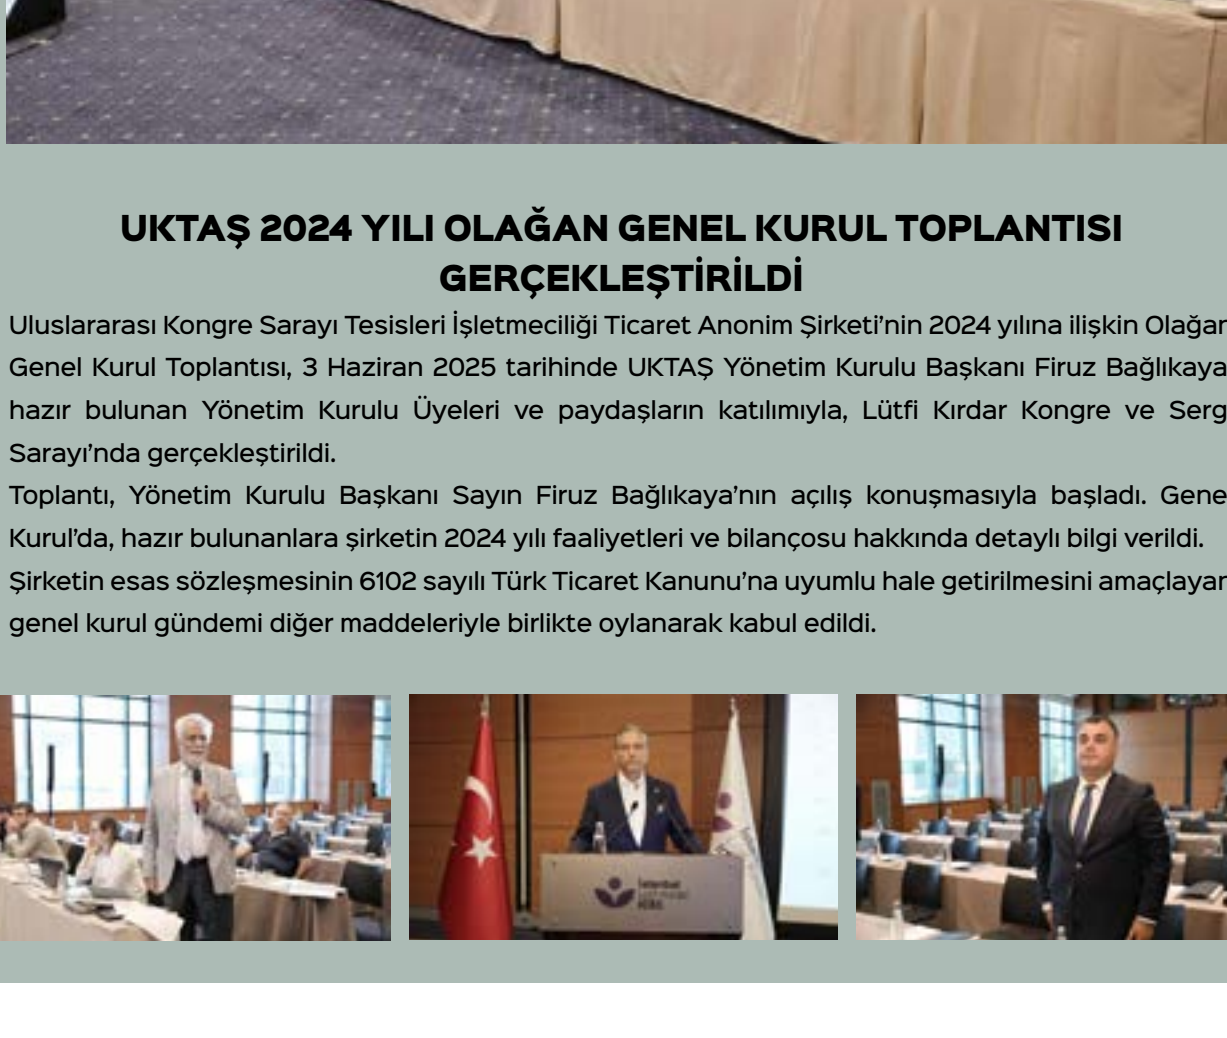 UKTAŞ 2024 YILI OLAĞAN GENEL KURUL TOPLANTISI
GERÇEKLEŞTİRİLDİ
Uluslararası Kongre Sarayı Tesisleri İşletmeciliği Ticaret Anonim Şirketi’nin 2024 yılına ilişkin Olağan
Genel Kurul Toplantısı, 3 Haziran 2025 tarihinde UKTAŞ Yönetim Kurulu Başkanı Firuz Bağlıkaya
hazır bulunan Yönetim Kurulu Üyeleri ve paydaşların katılımıyla, Lütfi Kırdar Kongre ve Serg
Sarayı’nda gerçekleştirildi.
Toplantı, Yönetim Kurulu Başkanı Sayın Firuz Bağlıkaya’nın açılış konuşmasıyla başladı. Gene
Kurul’da, hazır bulunanlara şirketin 2024 yılı faaliyetleri ve bilançosu hakkında detaylı bilgi verildi.
Şirketin esas sözleşmesinin 6102 sayılı Türk Ticaret Kanunu’na uyumlu hale getirilmesini amaçlayan
genel kurul gündemi diğer maddeleriyle birlikte oylanarak kabul edildi.